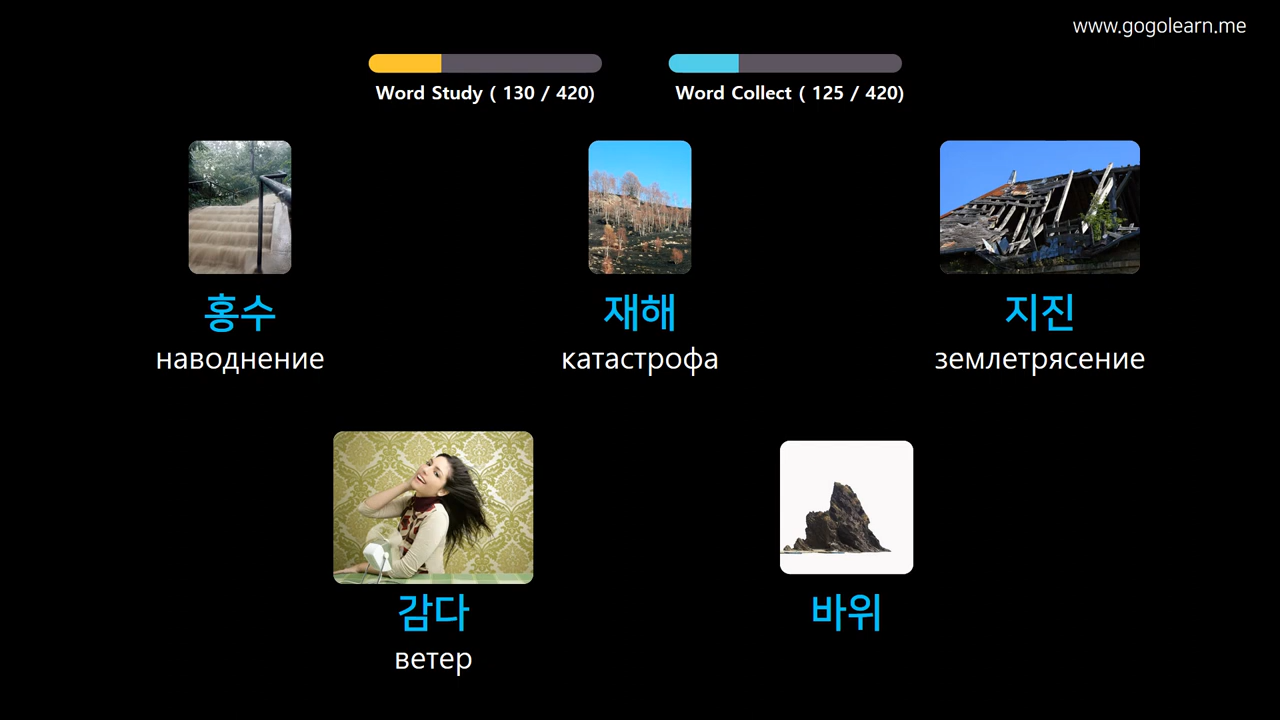 www.gogolearn.me
Word Study ( 130 / 420)
Word Collect ( 125 / 420)
홍수
наводнение
재해
катастрофа
지진
землетрясение
감다
ветер
바위